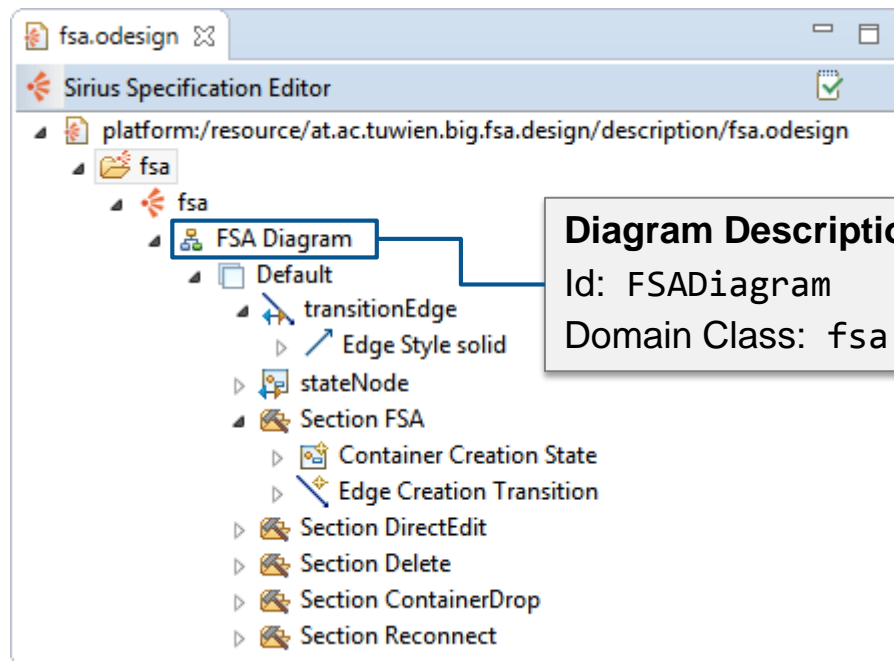 fsa.odesign
Sirius Specification Editor
platform:/resource/at.ac.tuwien.big.fsa.design/description/fsa.odesign
fsa
fsa
FSA Diagram
Default
transitionEdge
Edge Style solid
stateNode
Section FSA
Container Creation State
Edge Creation Transition
Section DirectEdit
Section Delete
Section ContainerDrop
Section Reconnect
Diagram Descriptio
Id: FSADiagram
Domain Class: fsa